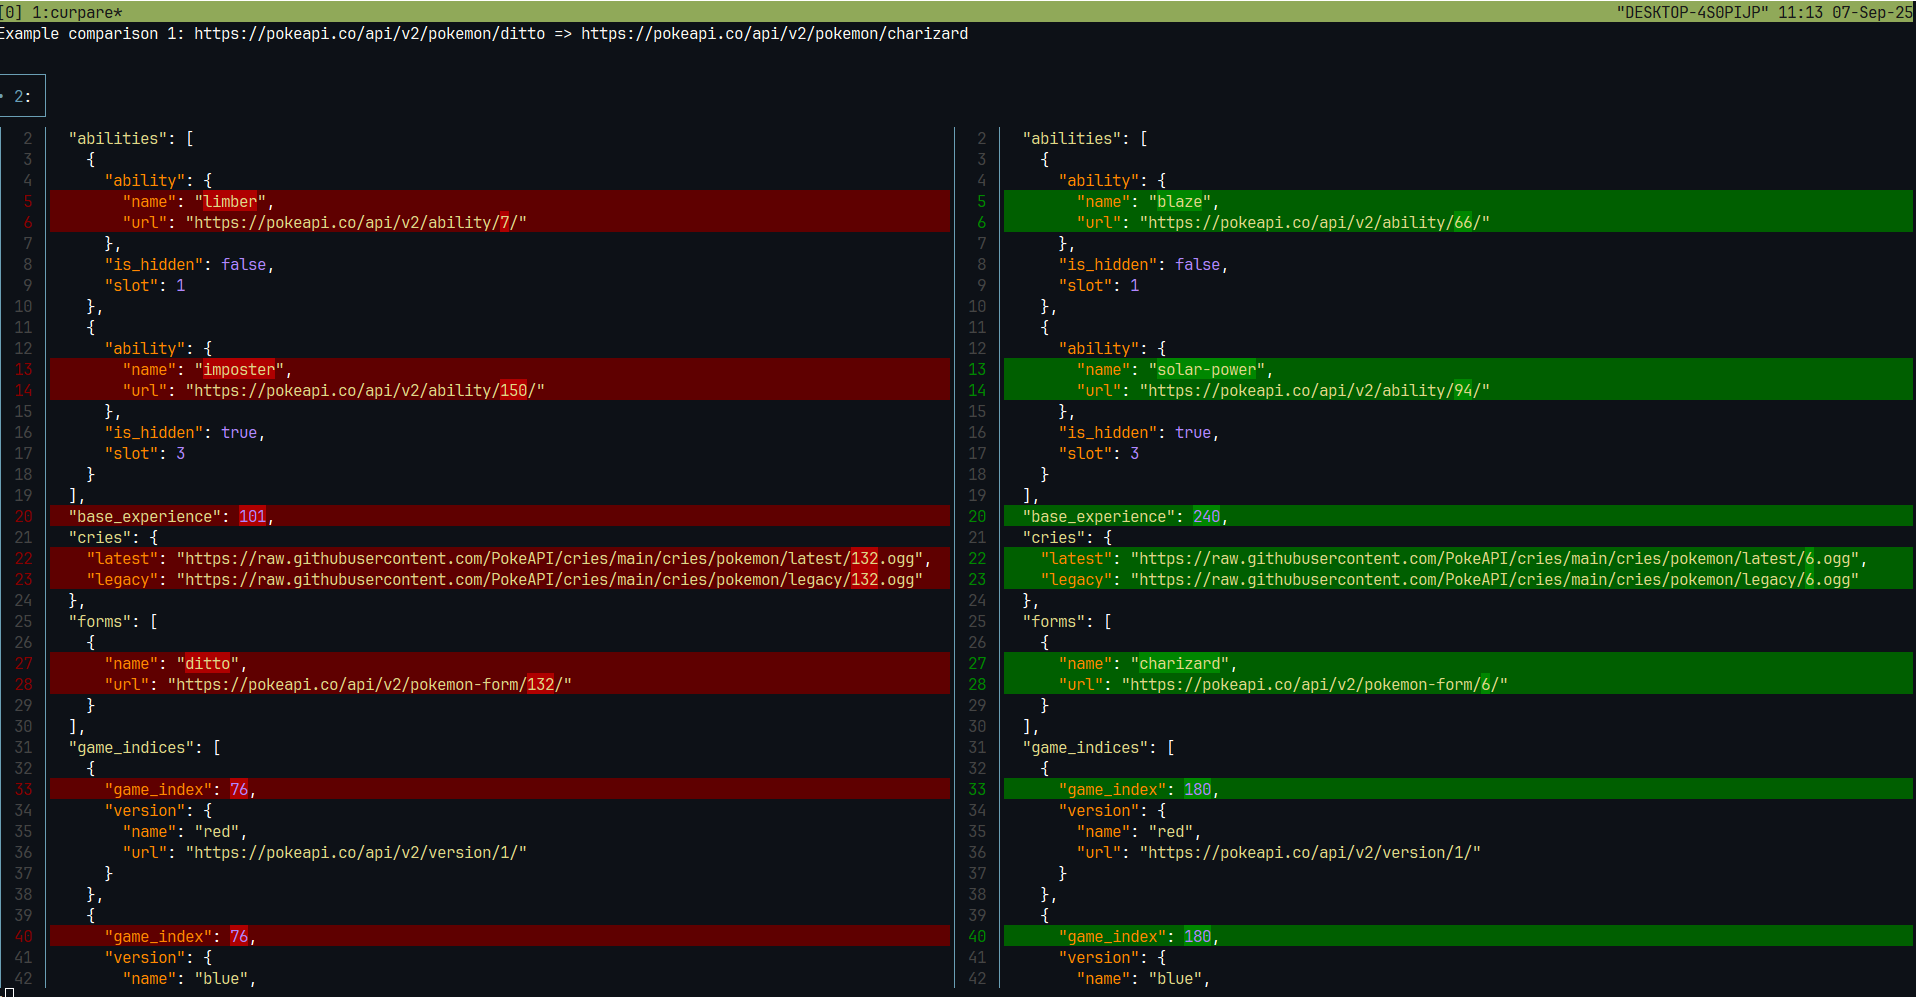 [0] 1:curpare* "DESKTOP-4S0PIJP" 11:13 07-Sep-25
Example comparison 1: https://pokeapi.co/api/v2/pokemon/ditto => https://pokeapi.co/api/v2/pokemon/charizard
• 2:
2 "abilities": [ 2 "abilities": [
3 { 3 {
4 "ability": { 4 "ability": {
5 "name": "limber", 5 "name": "blaze",
6 "url": "https://pokeapi.co/api/v2/ability/7/" 6 "url": "https://pokeapi.co/api/v2/ability/66/"
7 }, 7 },
8 "is_hidden": false, 8 "is_hidden": false,
9 "slot": 1 9 "slot": 1
10 }, 10 },
11 { 11 {
12 "ability": { 12 "ability": {
13 "name": "imposter", 13 "name": "solar-power",
14 "url": "https://pokeapi.co/api/v2/ability/150/" 14 "url": "https://pokeapi.co/api/v2/ability/94/"
15 }, 15 },
16 "is_hidden": true, 16 "is_hidden": true,
17 "slot": 3 17 "slot": 3
18 } 18 }
19 ], 19 ],
20 "base_experience": 101, 20 "base_experience": 240,
21 "cries": { 21 "cries": {
22 "latest": "https://raw.githubusercontent.com/PokeAPI/cries/main/cries/pokemon/latest/132.ogg", 22 "latest": "https://raw.githubusercontent.com/PokeAPI/cries/main/cries/pokemon/latest/6.ogg",
23 "legacy": "https://raw.githubusercontent.com/PokeAPI/cries/main/cries/pokemon/legacy/132.ogg" 23 "legacy": "https://raw.githubusercontent.com/PokeAPI/cries/main/cries/pokemon/legacy/6.ogg"
24 }, 24 },
25 "forms": [ 25 "forms": [
26 { 26 {
27 "name": "ditto", 27 "name": "charizard",
28 "url": "https://pokeapi.co/api/v2/pokemon-form/132/" 28 "url": "https://pokeapi.co/api/v2/pokemon-form/6/"
29 } 29 }
30 ], 30 ],
31 "game_indices": [ 31 "game_indices": [
32 { 32 {
33 "game_index": 76, 33 "game_index": 180,
34 "version": { 34 "version": {
35 "name": "red", 35 "name": "red",
36 "url": "https://pokeapi.co/api/v2/version/1/" 36 "url": "https://pokeapi.co/api/v2/version/1/"
37 } 37 }
38 }, 38 },
39 { 39 {
40 "game_index": 76, 40 "game_index": 180,
41 "version": { 41 "version": {
42 "name": "blue", 42 "name": "blue",